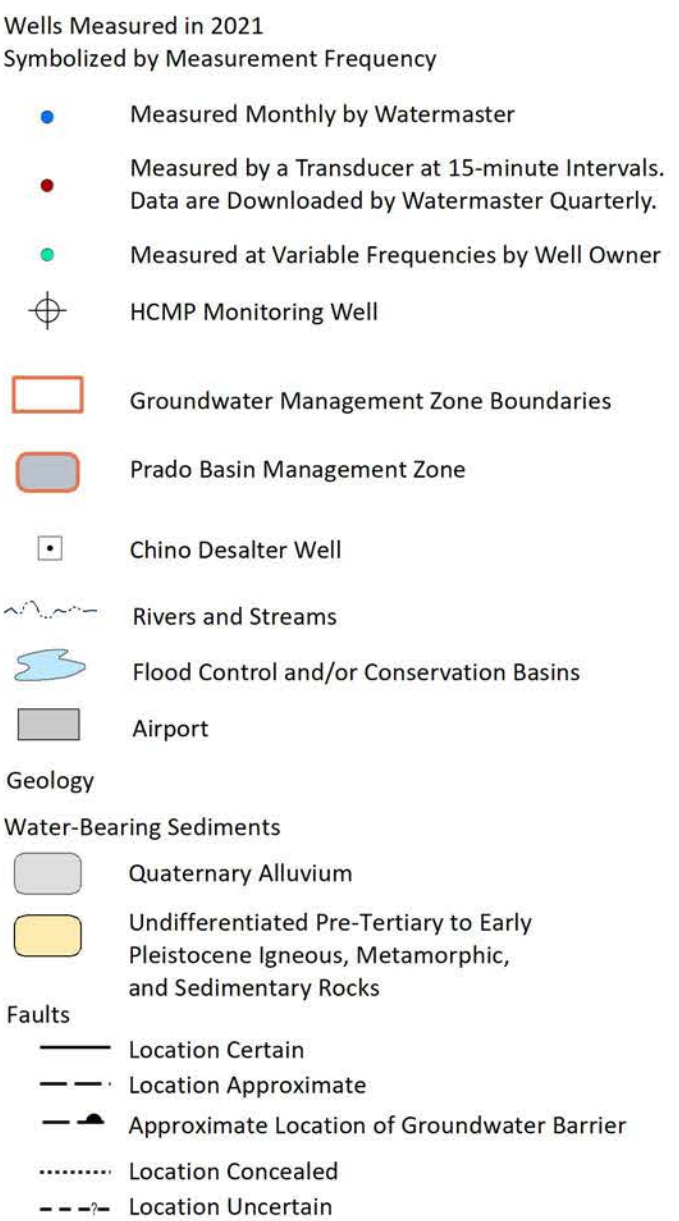 Wells Measured in 2021
Symbolized by Measurement Frequency
Measured Monthly by Watermaster
Measured by a Transducer at 15-minute Intervals.
Data are Downloaded by Watermaster Quarterly.
Measured at Variable Frequencies by Well Owner
HCMP Monitoring Well
Groundwater Management Zone Boundaries
Prado Basin Management Zone
Chino Desalter Well
Rivers and Streams
Flood Control and/or Conservation Basins
Airport
Geology
Water-Bearing Sediments
Quaternary Alluvium
Undifferentiated Pre-Tertiary to Early
Pleistocene Igneous, Metamorphic,
and Sedimentary Rocks
Faults
Location Certain
Location Approximate
Approximate Location of Groundwater Barrier
Location Concealed
? Location Uncertain